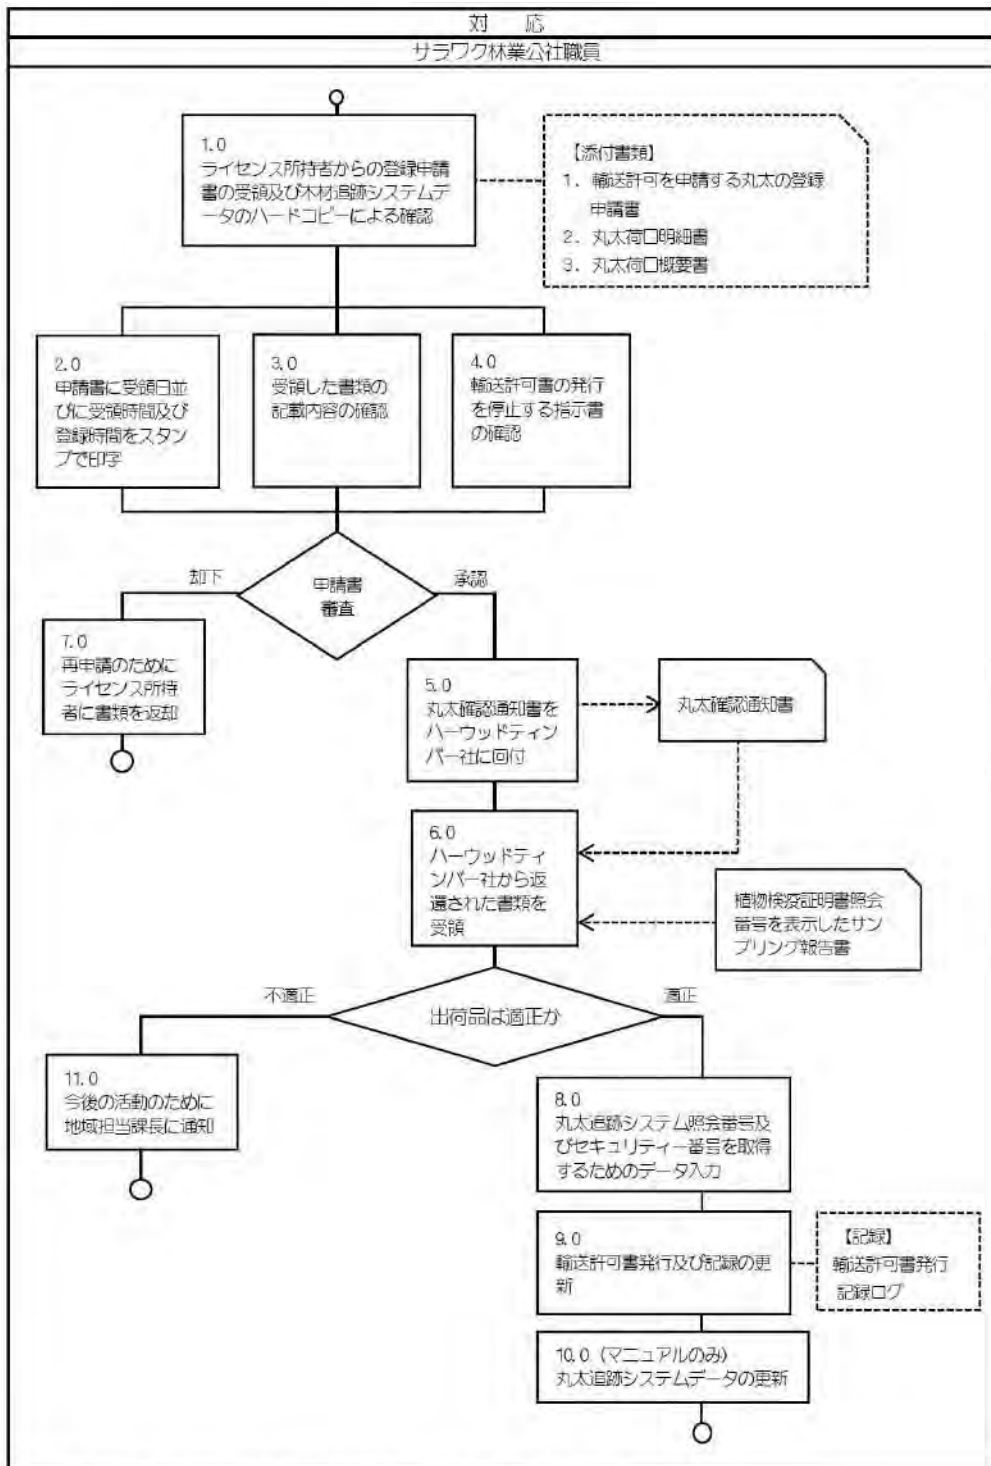 対　応
サラワク林業公社職員
1.0
ライセンス所持者からの登録申請
書の受領及び木材追跡システムデ
ータのハードコピーによる確認
【添付書類】
1．輸送許可を申請する丸太の登録
申請書
2．丸太荷口明細書
3．丸太荷口概要書
2.0
申請書に受領日並
びに受領時間及び
登録時間をスタン
プで印字
3.0
受領した書類の
記載内容の確認
4.0
輸送許可書の発行
を停止する指示書
の確認
却下
申請書
審査
承認
7.0
再申請のために
ライセンス所持
者に書類を返却
5.0
丸太確認通知書を
ハーウッドティン
バー社に回付
丸太確認通知書
6.0
ハーウッドティ
ンバー社から返
還された書類を
受領
植物検疫証明書照会
番号を表示したサン
プリング報告書
不適正
出荷品は適正か
適正
11.0
今後の活動のために
地域担当課長に通知
8.0
丸太追跡システム照会番号及
びセキュリティー番号を取得
するためのデータ入力
9.0
輸送許可書発行及び記録の更
新
【記録】
輸送許可書発行
記録ログ
10.0（マニュアルのみ）
丸太追跡システムデータの更新